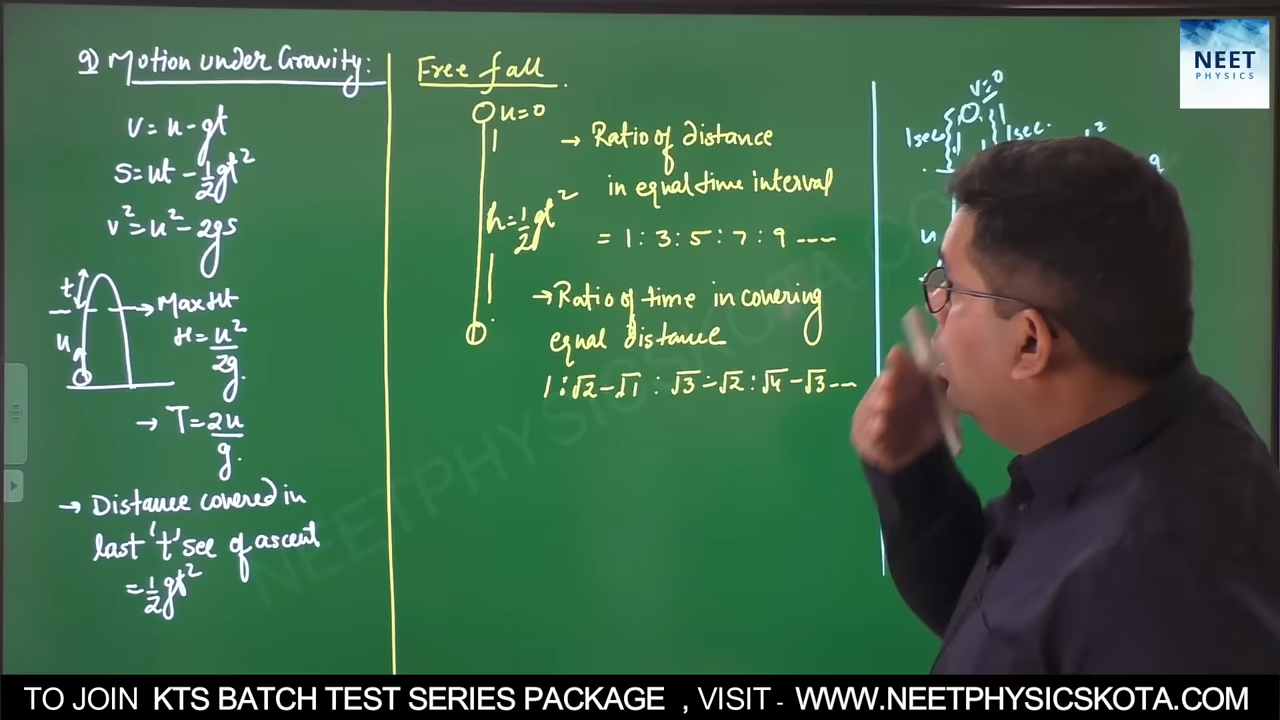 9) Motion under Gravity:
v = u - gt
s = ut - 1/2 gt²
v² = u² - 2gs
t
u
→ Max Ht
H = u²/2g
→ T = 2u/g.
→ Distance covered in
last 't' sec of ascent
= 1/2 gt²
Free fall
u=0
h = 1/2 gt²
→ Ratio of distance
in equal time interval
= 1 : 3 : 5 : 7 : 9 ----
→ Ratio of time in covering
equal distance
1 : √2 - √1 : √3 - √2 : √4 - √3 ---
v=0
1sec
1sec.
u
NEET
PHYSICS
NEETPHYSICSKOTA.COM
TO JOIN KTS BATCH TEST SERIES PACKAGE , VISIT - WWW.NEETPHYSICSKOTA.COM